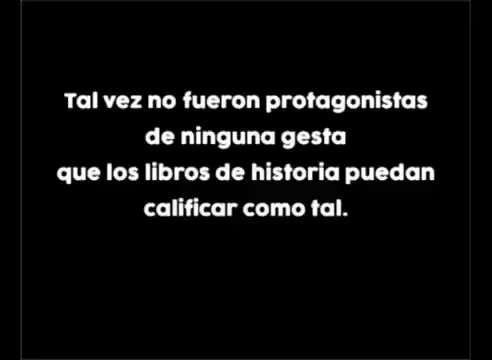 Tal vez no fueron protagonistas
de ninguna gesta
que los libros de historia puedan
calificar como tal.